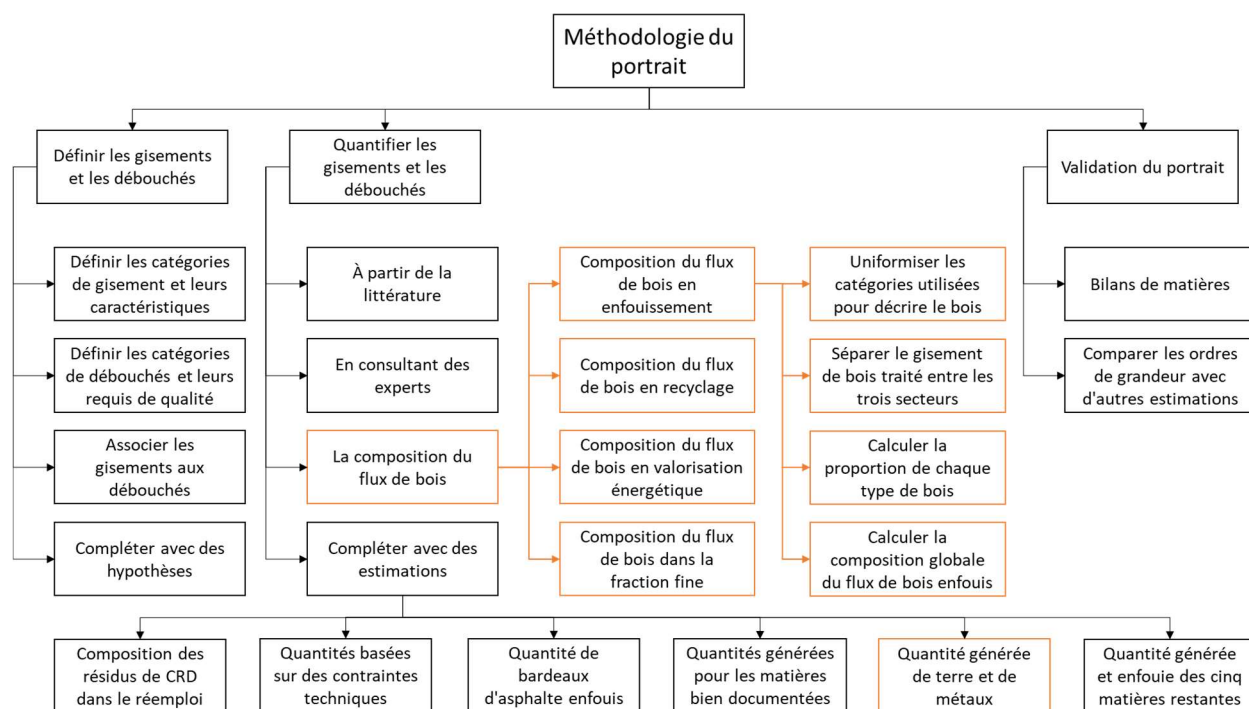 Méthodologie du
portrait
Définir les gisements
et les débouchés
Quantifier les
gisements et les
débouchés
Validation du portrait
Définir les catégories
de gisement et leurs
caractéristiques
À partir de la
littérature
Composition du flux
de bois en
enfouissement
Uniformiser les
catégories utilisées
pour décrire le bois
Bilans de matières
Définir les catégories
de débouchés et leurs
requis de qualité
En consultant des
experts
Composition du flux
de bois en recyclage
Séparer le gisement
de bois traité entre les
trois secteurs
Comparer les ordres
de grandeur avec
d'autres estimations
Associer les
gisements aux
débouchés
La composition du
flux de bois
Composition du flux
de bois en valorisation
énergétique
Calculer la
proportion de chaque
type de bois
Compléter avec des
hypothèses
Compléter avec des
estimations
Composition du flux
de bois dans la
fraction fine
Calculer la
composition globale
du flux de bois enfouis
Composition des
résidus de CRD
dans le réemploi
Quantités basées
sur des contraintes
techniques
Quantité de
bardeaux
d'asphalte enfouis
Quantités générées
pour les matières
bien documentées
Quantité générée
de terre et de
métaux
Quantité générée
et enfouie des cinq
matières restantes